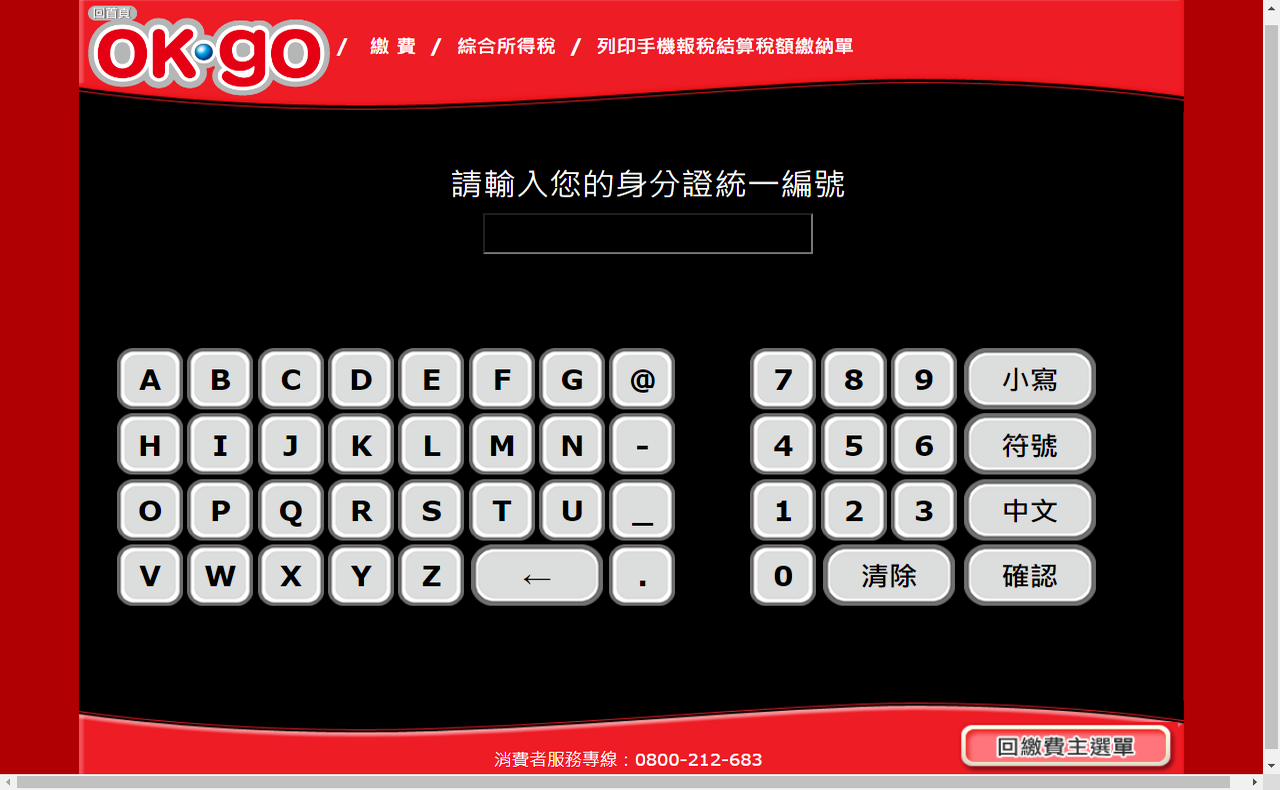 回首頁
OK•go / 繳 費 / 綜合所得稅 / 列印手機報稅結算稅額繳納單
請輸入您的身分證統一編號
A B C D E F G @ 7 8 9 小寫
H I J K L M N - 4 5 6 符號
O P Q R S T U _ 1 2 3 中文
V W X Y Z ← . 0 清除 確認
回繳費主選單
消費者服務專線：0800-212-683